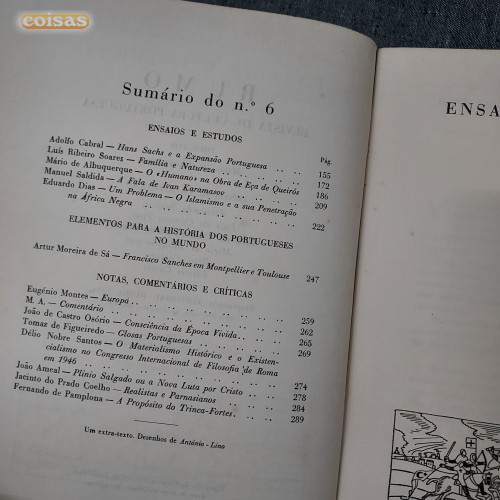 coisas
Sumário do n.º 6
ENSAIOS E ESTUDOS
Pág.
Adolfo Cabral — Hans Sachs e a Expansão Portuguesa .. .. 155
Luís Ribeiro Soares — Família e Natureza .. .. .. .. .. 172
Mário de Albuquerque — O «Humano» na Obra de Eça de Queirós 186
Manuel Saldida — A Fala de Ivan Karamasov .. .. .. .. 209
Eduardo Dias — Um Problema — O Islamismo e a sua Penetração
na África Negra .. .. .. .. .. .. .. .. .. 222
ELEMENTOS PARA A HISTÓRIA DOS PORTUGUESES
NO MUNDO
Artur Moreira de Sá — Francisco Sanches em Montpellier e Toulouse 247
NOTAS, COMENTÁRIOS E CRÍTICAS
Eugénio Montes — Europa .. .. .. .. .. .. .. .. 259
M. A. — Comentário .. .. .. .. .. .. .. .. 262
João de Castro Osório — Consciência da Época Vivida .. .. 265
Tomaz de Figueiredo — Glosas Portuguesas .. .. .. .. 269
Délio Nobre Santos — O Materialismo Histórico e o Existen-
cialismo no Congresso Internacional de Filosofia de Roma
em 1946 .. .. .. .. .. .. .. .. .. 274
João Ameal — Plínio Salgado ou a Nova Luta por Cristo .. .. 278
Jacinto do Prado Coelho — Realistas e Parnasianos .. .. .. 284
Fernando de Pamplona — A Propósito do Trinca-Fortes. .. .. 289
Um extra-texto. Desenhos de António-Lino
ENSA